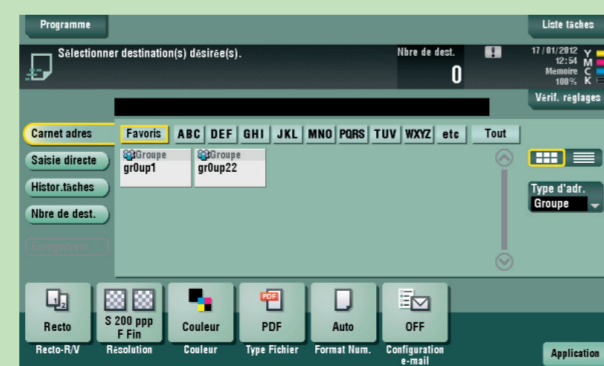 Programme
Liste tâches
Sélectionner destination(s) désirée(s).
Nbre de dest.
0
17/01/2012
12:54
Memoire
100%
Y
M
C
K
Vérif. réglages
Carnet adres
Favoris ABC DEF GHI JKL MNO PQRS TUV WXYZ etc Tout
Saisie directe
Histor.tâches
Nbre de dest.
Groupe
gr0up1
Groupe
gr0up22
Type d'adr.
Groupe
Recto
S 200 ppp
F Fin
Couleur
PDF
PDF
Auto
OFF
Recto-R/V
Résolution
Couleur
Type Fichier
Format Num.
Configuration
e-mail
Application